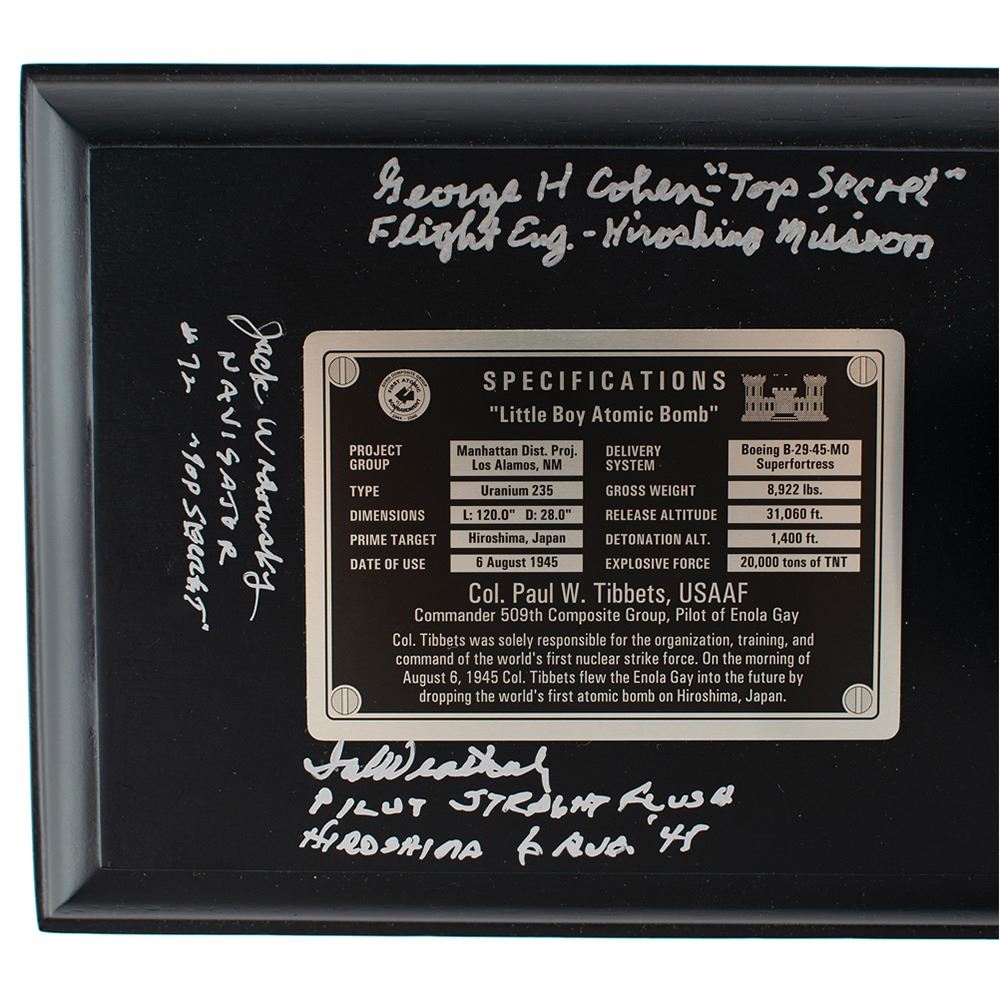 George H Cohen - "Top Secret"
Flight Eng. - Hiroshima Mission
Jack Widowsky
NAVIGATOR
#72 "TOP SECRET"
FIRST ATOMIC
BOMBARDMENT
SPECIFICATIONS
"Little Boy Atomic Bomb"
PROJECT GROUP Manhattan Dist. Proj. Los Alamos, NM
DELIVERY SYSTEM Boeing B-29-45-MO Superfortress
TYPE Uranium 235 GROSS WEIGHT 8,922 lbs.
DIMENSIONS L: 120.0" D: 28.0" RELEASE ALTITUDE 31,060 ft.
PRIME TARGET Hiroshima, Japan DETONATION ALT. 1,400 ft.
DATE OF USE 6 August 1945 EXPLOSIVE FORCE 20,000 tons of TNT
Col. Paul W. Tibbets, USAAF
Commander 509th Composite Group, Pilot of Enola Gay
Col. Tibbets was solely responsible for the organization, training, and
command of the world's first nuclear strike force. On the morning of
August 6, 1945 Col. Tibbets flew the Enola Gay into the future by
dropping the world's first atomic bomb on Hiroshima, Japan.
PILOT STRAIGHT FLUSH
HIROSHIMA 6 AUG. '45